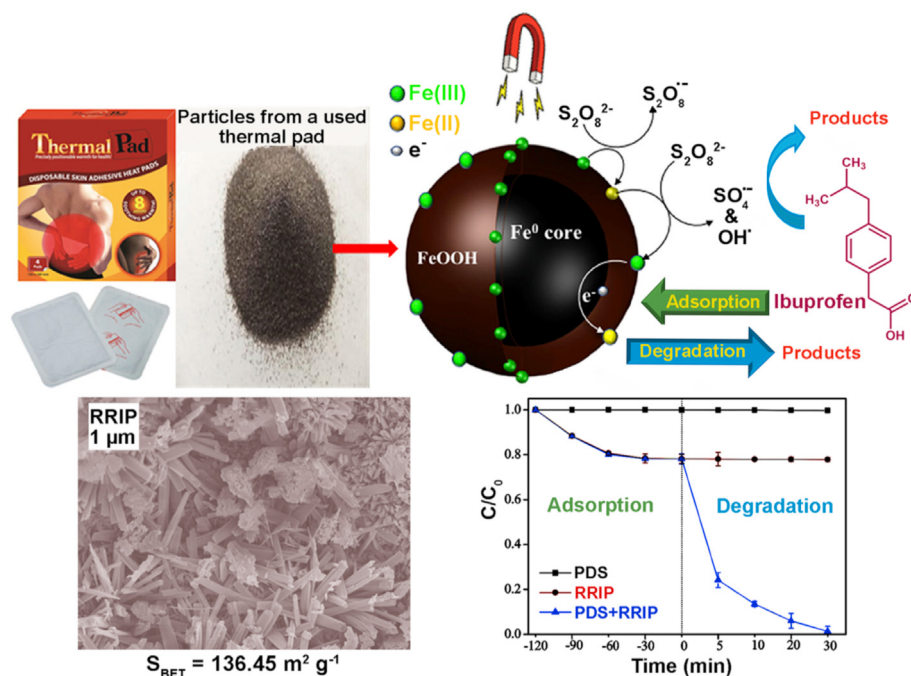 Thermal Pad
Precisely positionable warmth for health!
DISPOSABLE SKIN ADHESIVE HEAT PADS
UP TO
8
4
Particles from a used
thermal pad
Fe(III)
Fe(II)
e⁻
FeOOH
Fe⁰ core
e⁻
S₂O₈²⁻
S₂O₈•⁻
S₂O₈²⁻
SO₄•⁻
&
OH•
Products
CH₃
H₃C
O
OH
Adsorption
Ibuprofen
Degradation
Products
RRIP
1 μm
S_BET = 136.45 m² g⁻¹
C/C₀
1.0
0.8
0.6
0.4
0.2
0.0
Adsorption
Degradation
PDS
RRIP
PDS+RRIP
-120 -90 -60 -30 0 5 10 20 30
Time (min)